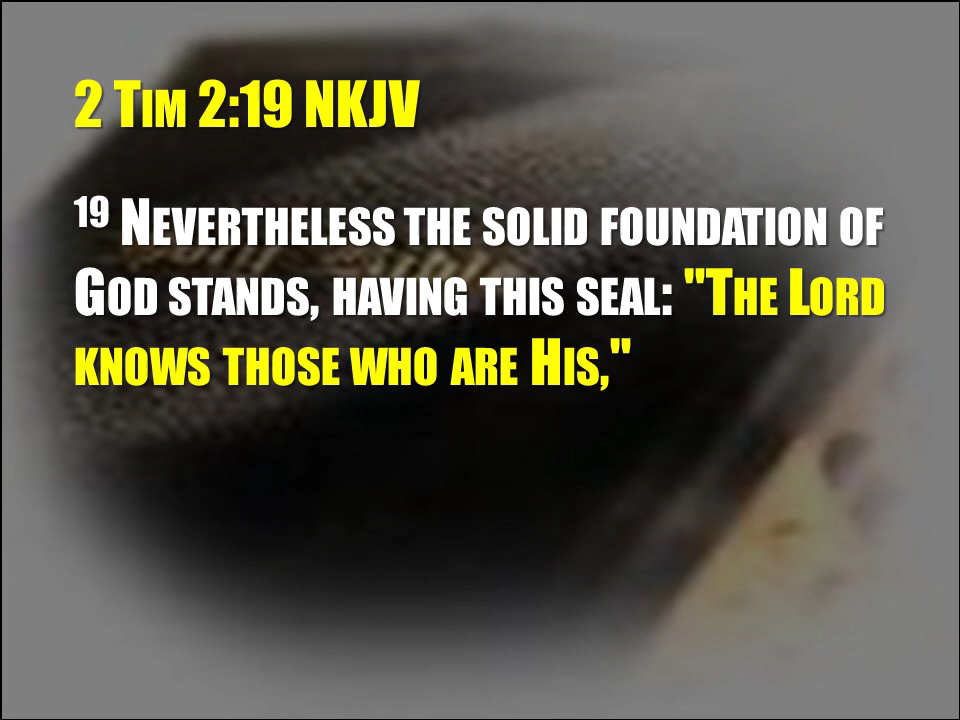 2 Tim 2:19 NKJV
19 Nevertheless the solid foundation of
God stands, having this seal: "The Lord
knows those who are His,"